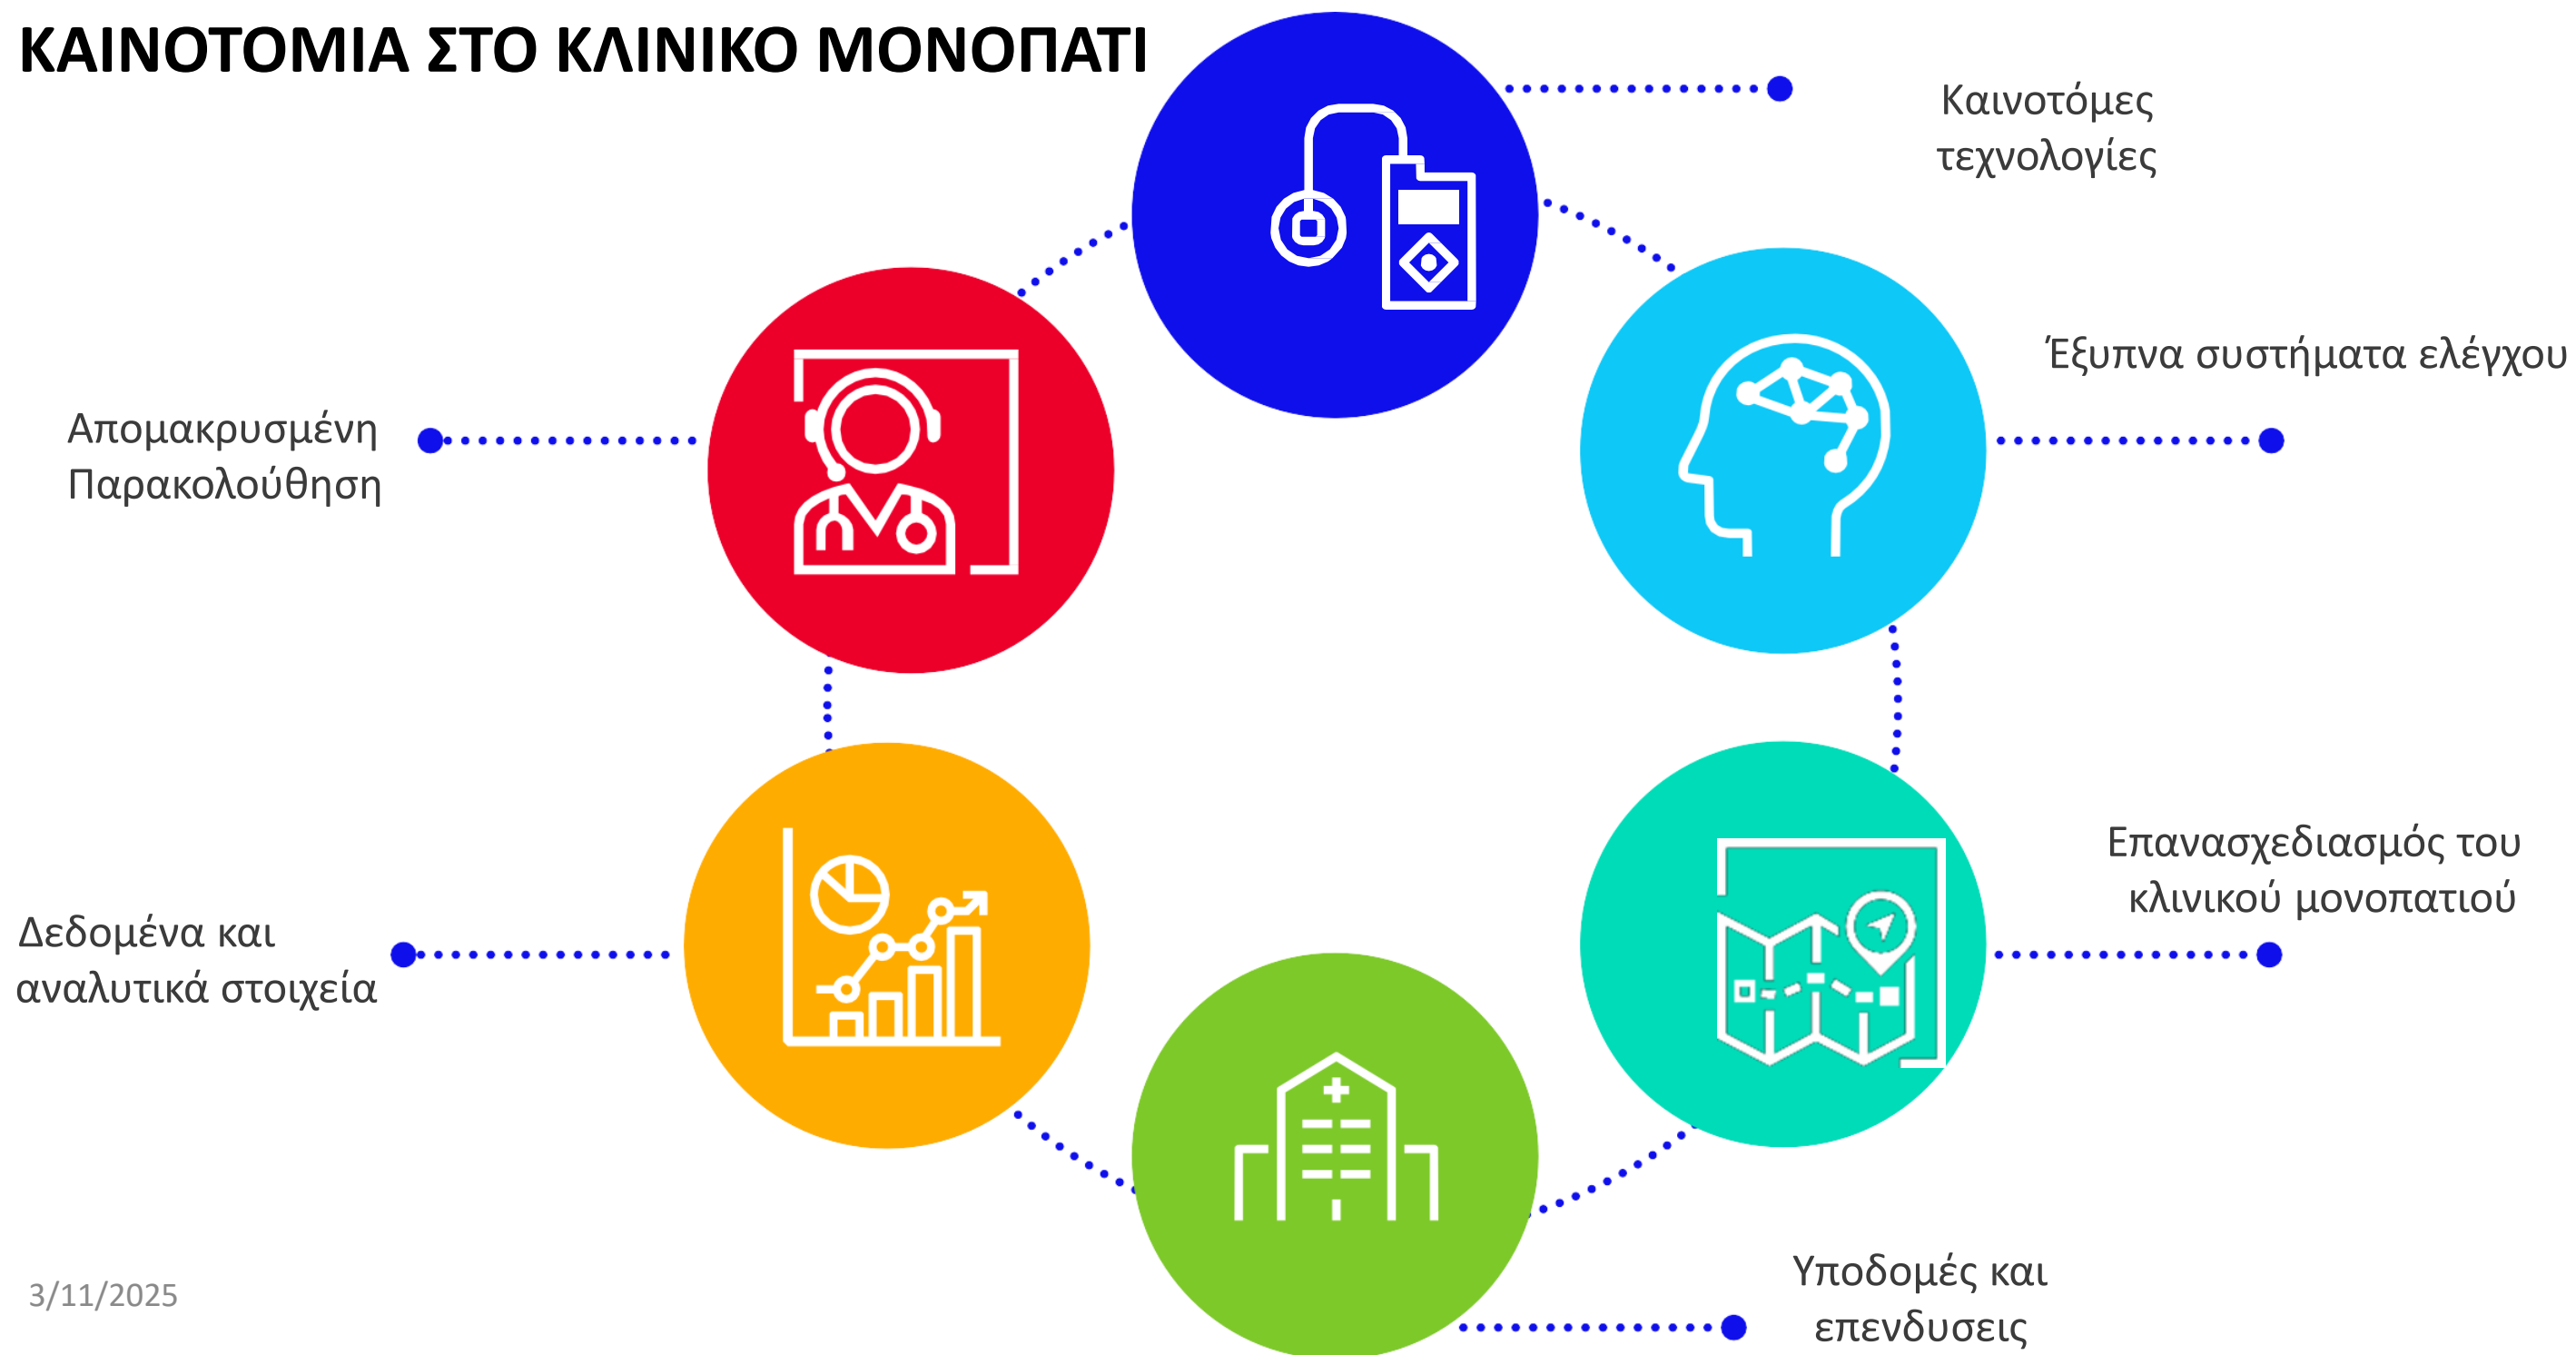 ΚΑΙΝΟΤΟΜΙΑ ΣΤΟ ΚΛΙΝΙΚΟ ΜΟΝΟΠΑΤΙ
Καινοτόμες
τεχνολογίες
Έξυπνα συστήματα ελέγχου
Απομακρυσμένη
Παρακολούθηση
Επανασχεδιασμός του
κλινικού μονοπατιού
Δεδομένα και
αναλυτικά στοιχεία
Υποδομές και
επενδυσεις
3/11/2025